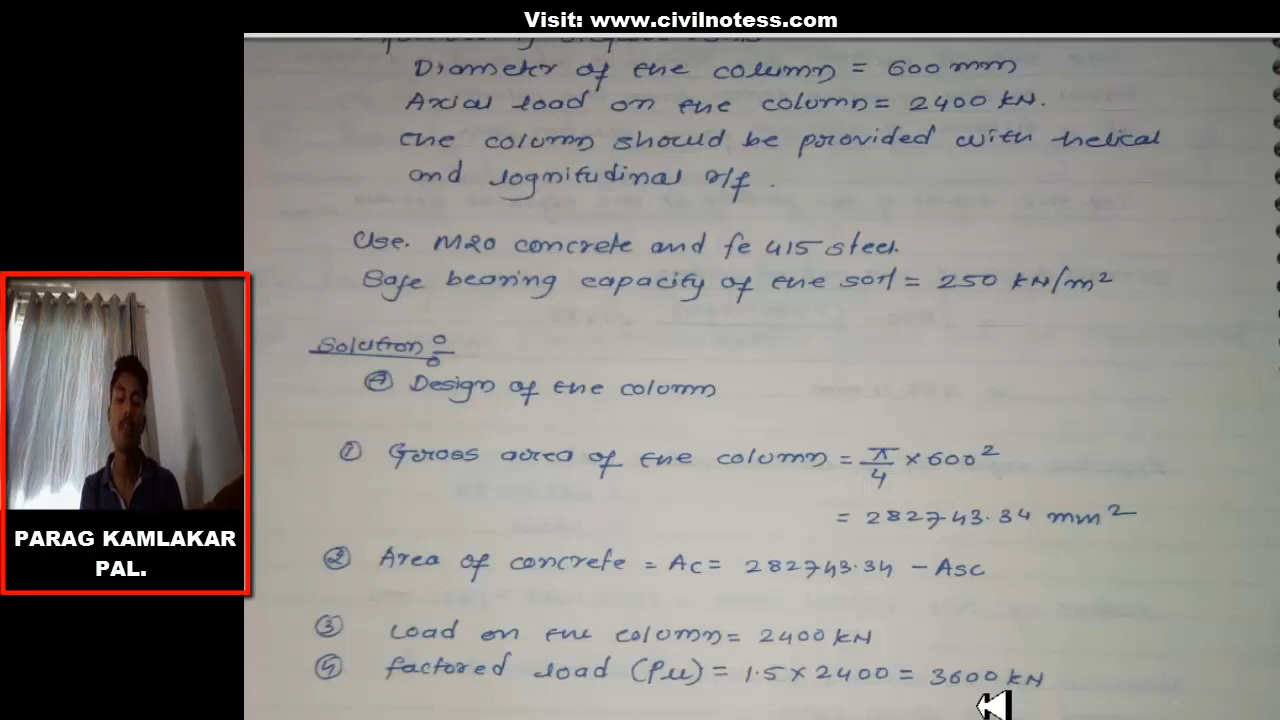 Visit: www.civilnotess.com
Diameter of the column = 600 mm
Axial load on the column = 2400 kN.
the column should be provided with helical
and lognitudinal r/f.
Use. M20 concrete and fe 415 steel.
Safe bearing capacity of the soil = 250 kN/m²
Solution :
(A) Design of the column
① Gross area of the column = π/4 × 600²
= 282743.34 mm²
② Area of concrete = Ac = 282743.34 - Asc
③ Load on the column = 2400 kN
④ factored load (Pu) = 1.5 × 2400 = 3600 kN
PARAG KAMLAKAR
PAL.